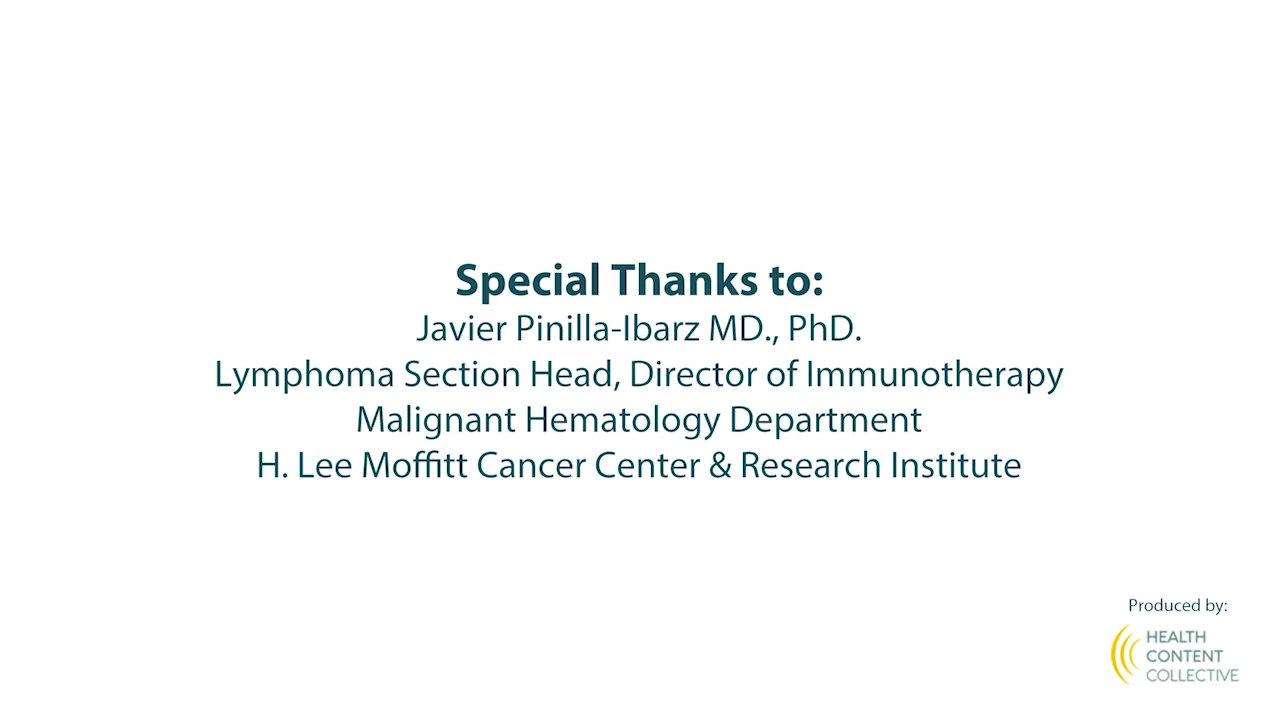 Special Thanks to:
Javier Pinilla-Ibarz MD., PhD.
Lymphoma Section Head, Director of Immunotherapy
Malignant Hematology Department
H. Lee Moffitt Cancer Center & Research Institute
Produced by:
HEALTH
CONTENT
COLLECTIVE